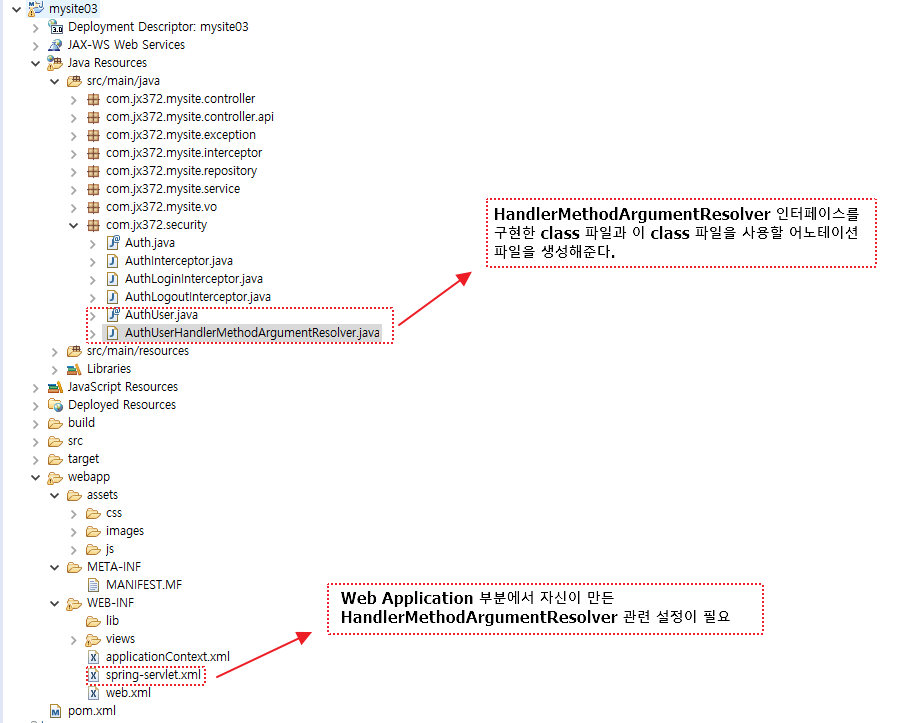 mysite03
Deployment Descriptor: mysite03
JAX-WS Web Services
Java Resources
src/main/java
com.jx372.mysite.controller
com.jx372.mysite.controller.api
com.jx372.mysite.exception
com.jx372.mysite.interceptor
com.jx372.mysite.repository
com.jx372.mysite.service
com.jx372.mysite.vo
com.jx372.security
Auth.java
AuthInterceptor.java
AuthLoginInterceptor.java
AuthLogoutInterceptor.java
AuthUser.java
AuthUserHandlerMethodArgumentResolver.java
HandlerMethodArgumentResolver 인터페이스를
구현한 class 파일과 이 class 파일을 사용할 어노테이션
파일을 생성해준다.
src/main/resources
Libraries
JavaScript Resources
Deployed Resources
build
src
target
webapp
assets
css
images
js
META-INF
MANIFEST.MF
WEB-INF
lib
views
applicationContext.xml
spring-servlet.xml
web.xml
Web Application 부분에서 자신이 만든
HandlerMethodArgumentResolver 관련 설정이 필요
pom.xml